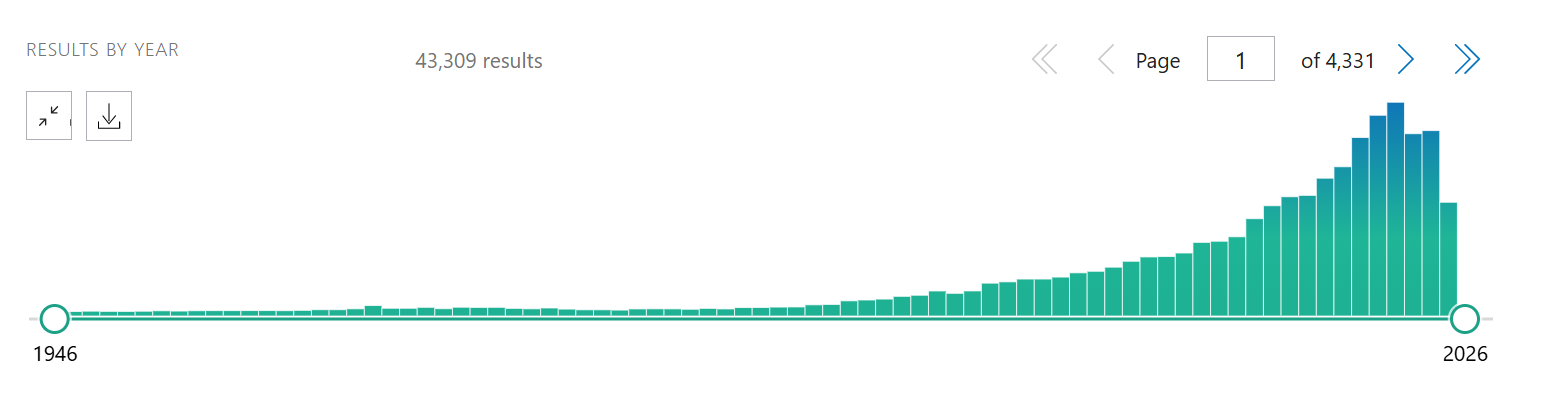 RESULTS BY YEAR
43,309 results
Page 1 of 4,331
1946
2026